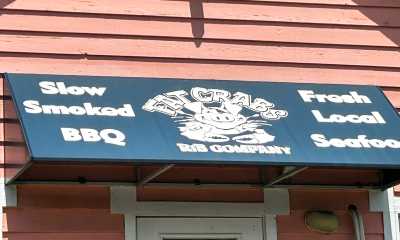 Slow
Smoked
BBQ
FAT CRABS
RIB COMPANY
Fresh
Local
Seafoo